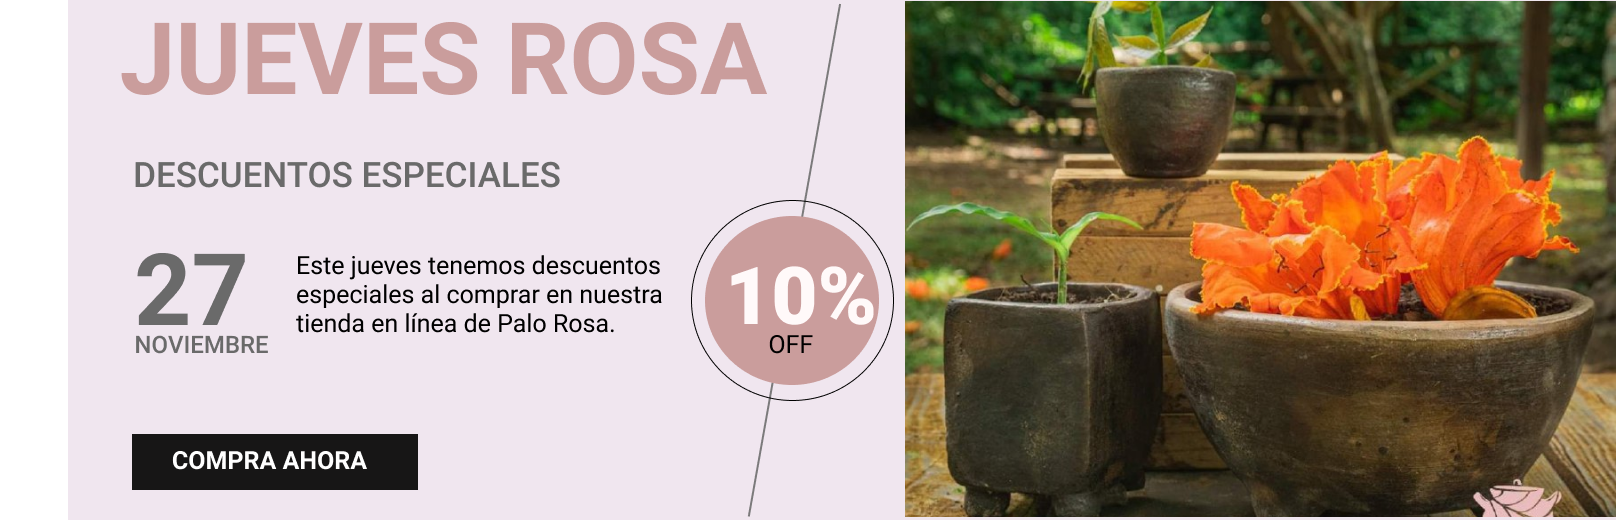 JUEVES ROSA
DESCUENTOS ESPECIALES
27
NOVIEMBRE
Este jueves tenemos descuentos
especiales al comprar en nuestra
tienda en línea de Palo Rosa.
10%
OFF
COMPRA AHORA